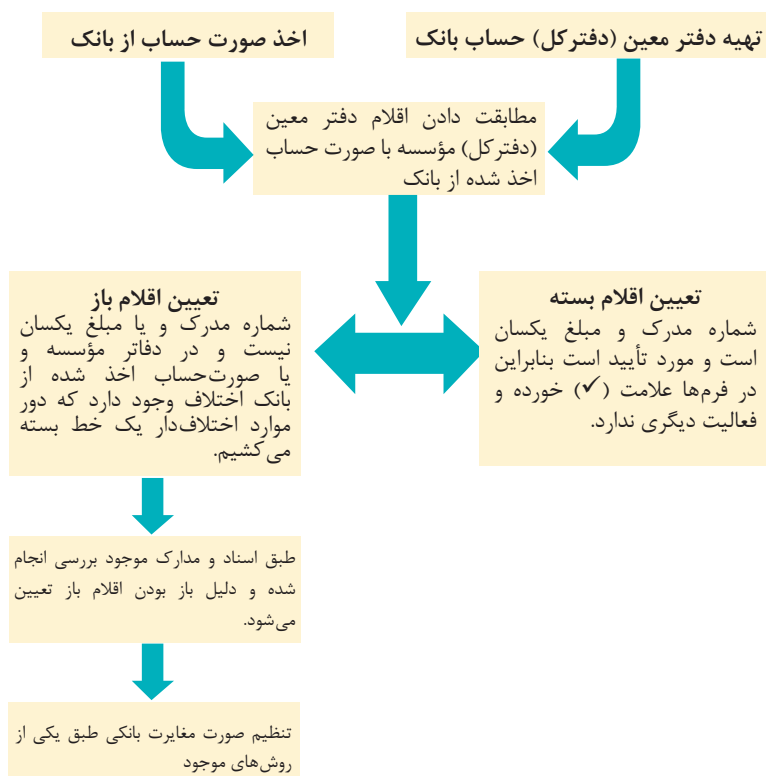 تهیه دفتر معین (دفترکل) حساب بانک
اخذ صورت حساب از بانک
مطابقت دادن اقلام دفتر معین
(دفترکل) مؤسسه با صورت حساب
اخذ شده از بانک
تعیین اقلام بسته
شماره مدرک و مبلغ یکسان
است و مورد تأیید است بنابراین
در فرم‌ها علامت (✓) خورده و
فعالیت دیگری ندارد.
تعیین اقلام باز
شماره مدرک و یا مبلغ یکسان
نیست و در دفاتر مؤسسه و
یا صورت‌حساب اخذ شده از
بانک اختلاف وجود دارد که دور
موارد اختلاف‌دار یک خط بسته
می‌کشیم.
طبق اسناد و مدارک موجود بررسی انجام
شده و دلیل باز بودن اقلام باز تعیین
می‌شود.
تنظیم صورت مغایرت بانکی طبق یکی از
روش‌های موجود